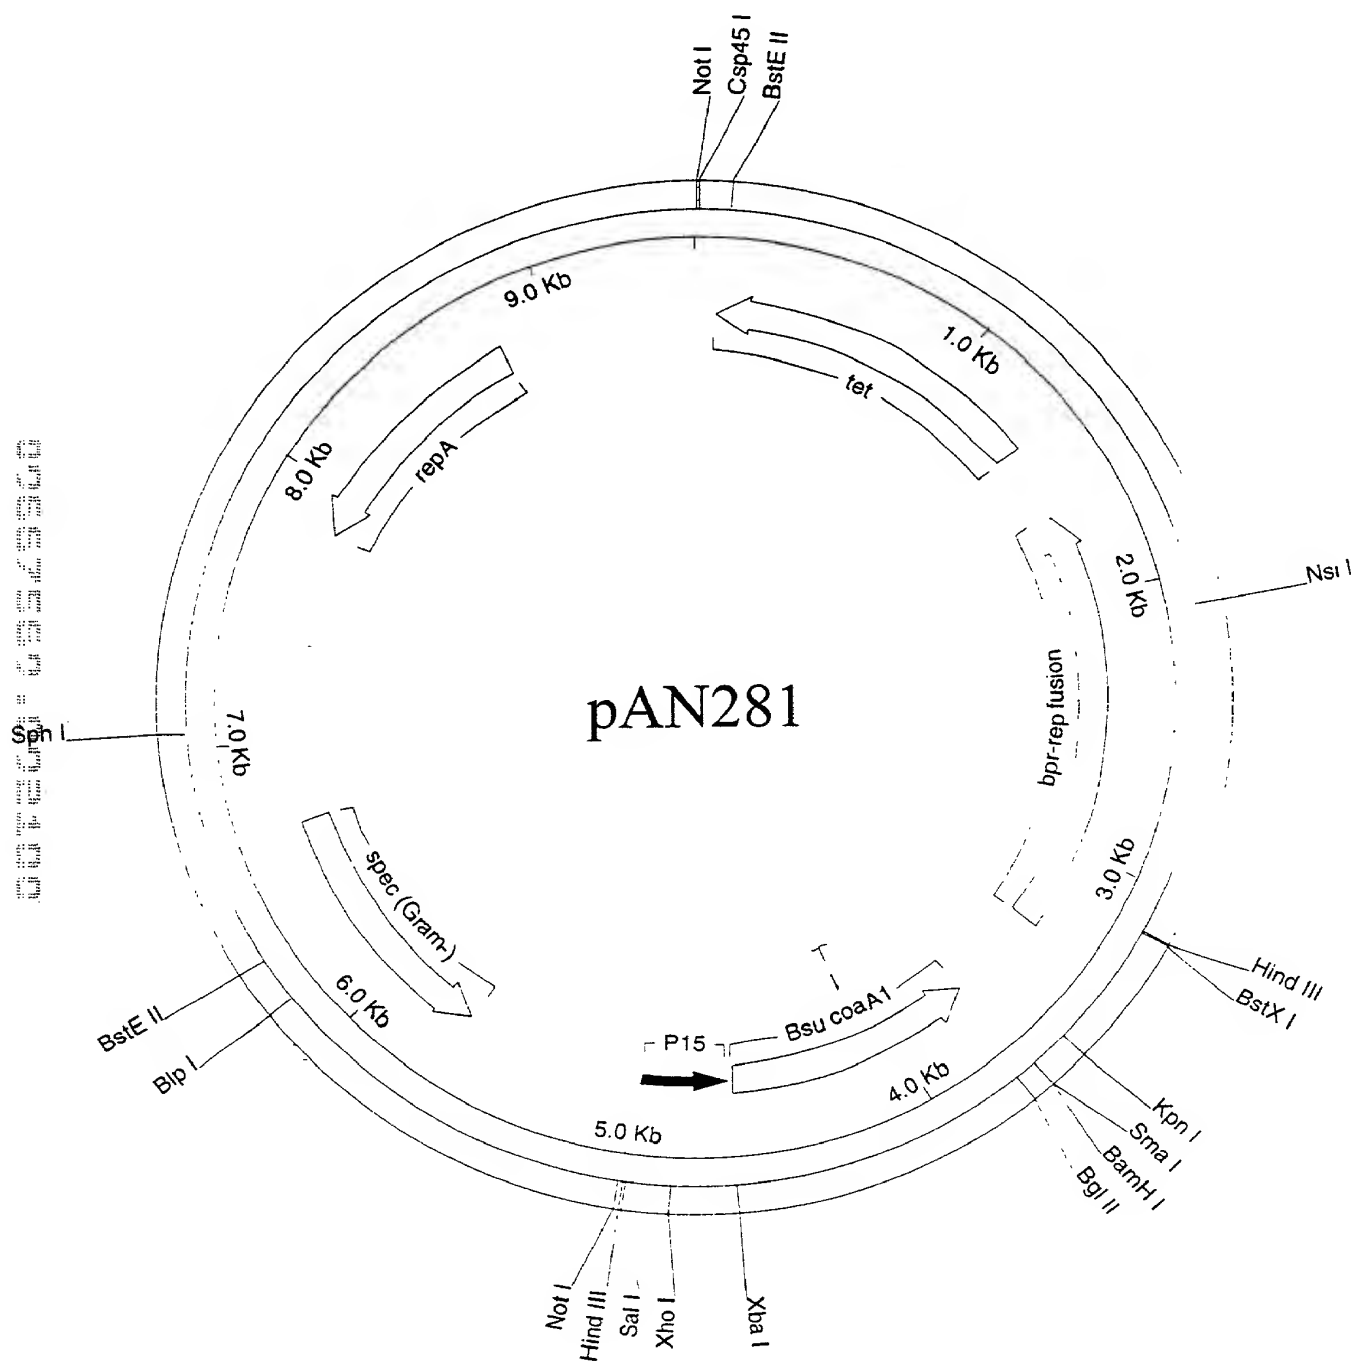 Not I
Csp45 I
BstE II
9.0 Kb
1.0 Kb
tet
repA
8.0 Kb
2.0 Kb
Nsi I
bpr-rep fusion
pAN281
Sph I
7.0 Kb
3.0 Kb
spec (Gram-)
Hind III
BstX I
6.0 Kb
T
Bsu coaA1
P15
BstE II
Blp I
4.0 Kb
5.0 Kb
Kpn I
Sma I
BamH I
Bgl II
Not I
Hind III
Sal I
Xho I
Xba I